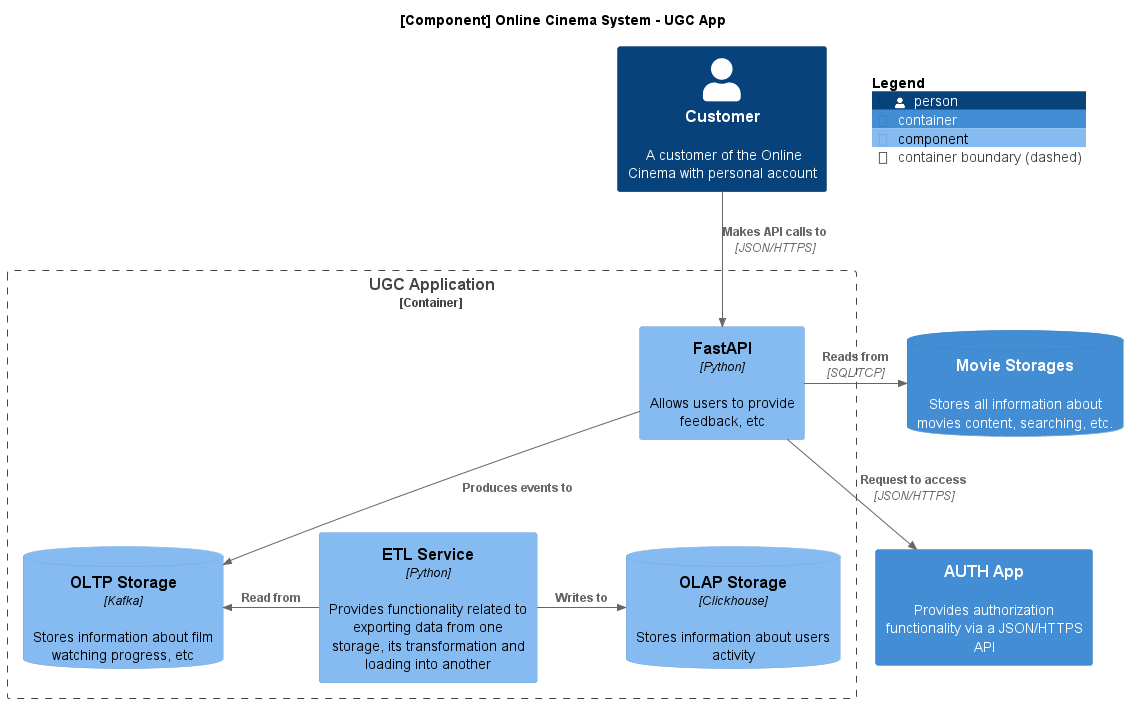 [Component] Online Cinema System - UGC App
Customer
A customer of the Online
Cinema with personal account
Legend
person
container
component
container boundary (dashed)
Makes API calls to
[JSON/HTTPS]
UGC Application
[Container]
FastAPI
[Python]
Allows users to provide
feedback, etc
Reads from
[SQL/TCP]
Movie Storages
Stores all information about
movies content, searching, etc.
Produces events to
Request to access
[JSON/HTTPS]
OLTP Storage
[Kafka]
Stores information about film
watching progress, etc
Read from
ETL Service
[Python]
Provides functionality related to
exporting data from one
storage, its transformation and
loading into another
Writes to
OLAP Storage
[Clickhouse]
Stores information about users
activity
AUTH App
Provides authorization
functionality via a JSON/HTTPS
API